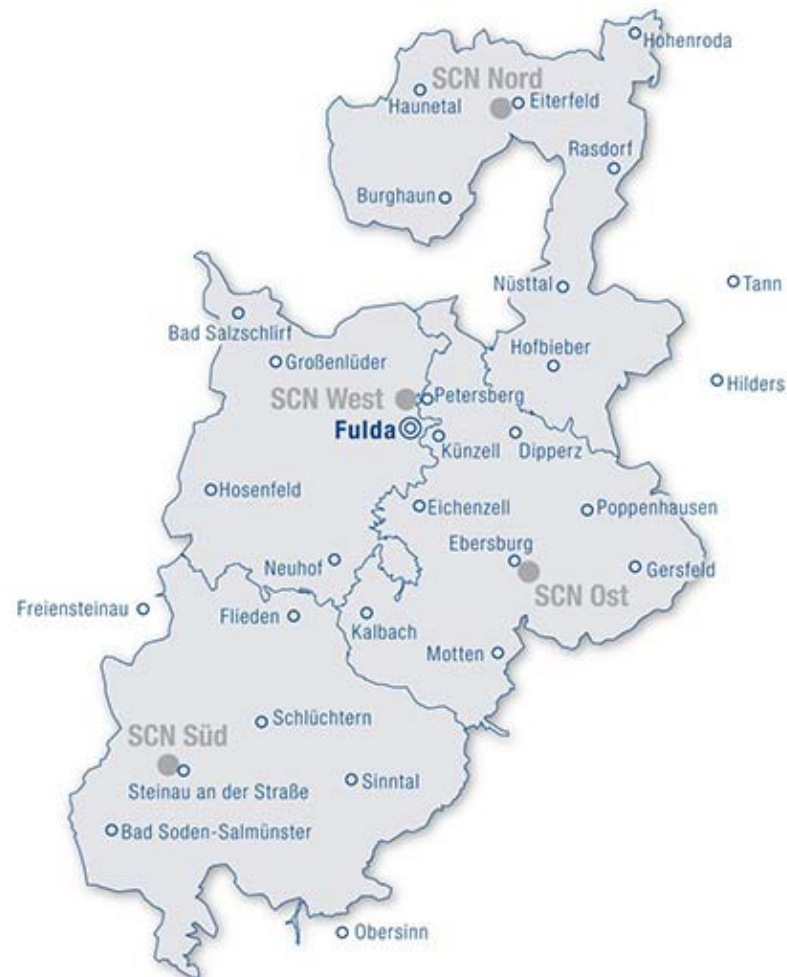 Hohenroda
SCN Nord
Haunetal
Eiterfeld
Rasdorf
Burghaun
Nüsttal
Tann
Bad Salzschlirf
Großenlüder
Hofbieber
Hilders
SCN West
Petersberg
Fulda
Künzell
Dipperz
Hosenfeld
Eichenzell
Poppenhausen
Ebersburg
Neuhof
Gersfeld
SCN Ost
Freiensteinau
Flieden
Kalbach
Motten
Schlüchtern
SCN Süd
Steinau an der Straße
Sinntal
Bad Soden-Salmünster
Obersinn